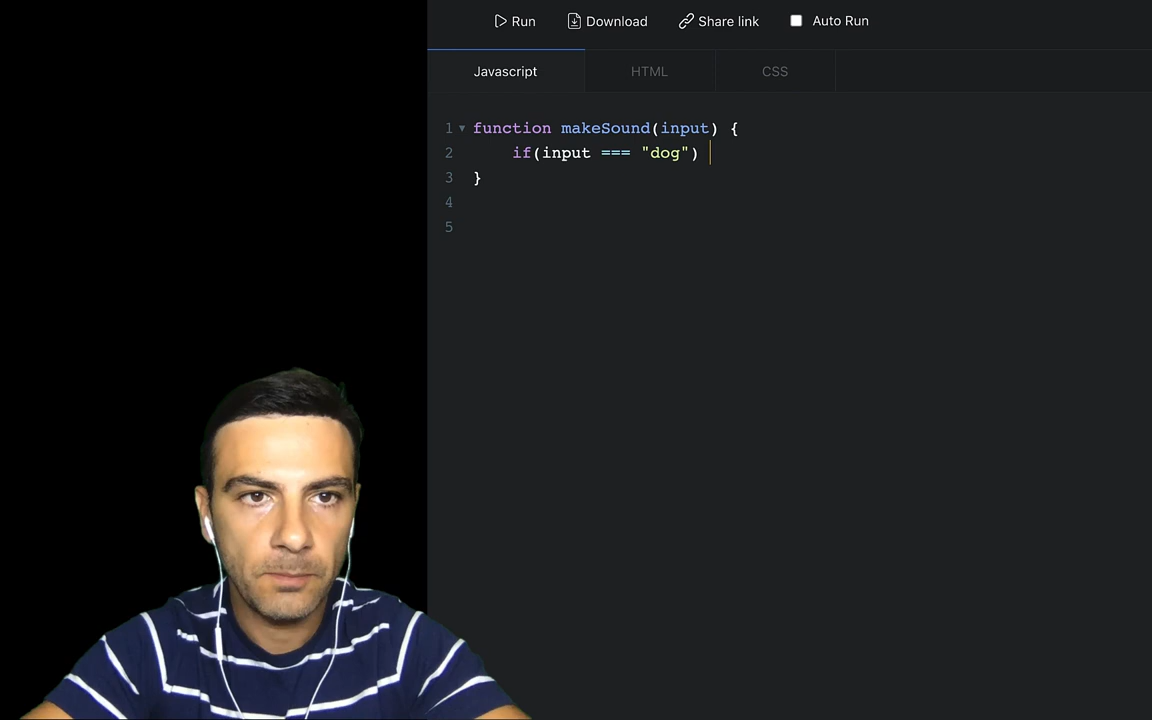 Run Download Share link Auto Run
Javascript HTML CSS
1 function makeSound(input) {
2 if(input === "dog")
3 }
4
5